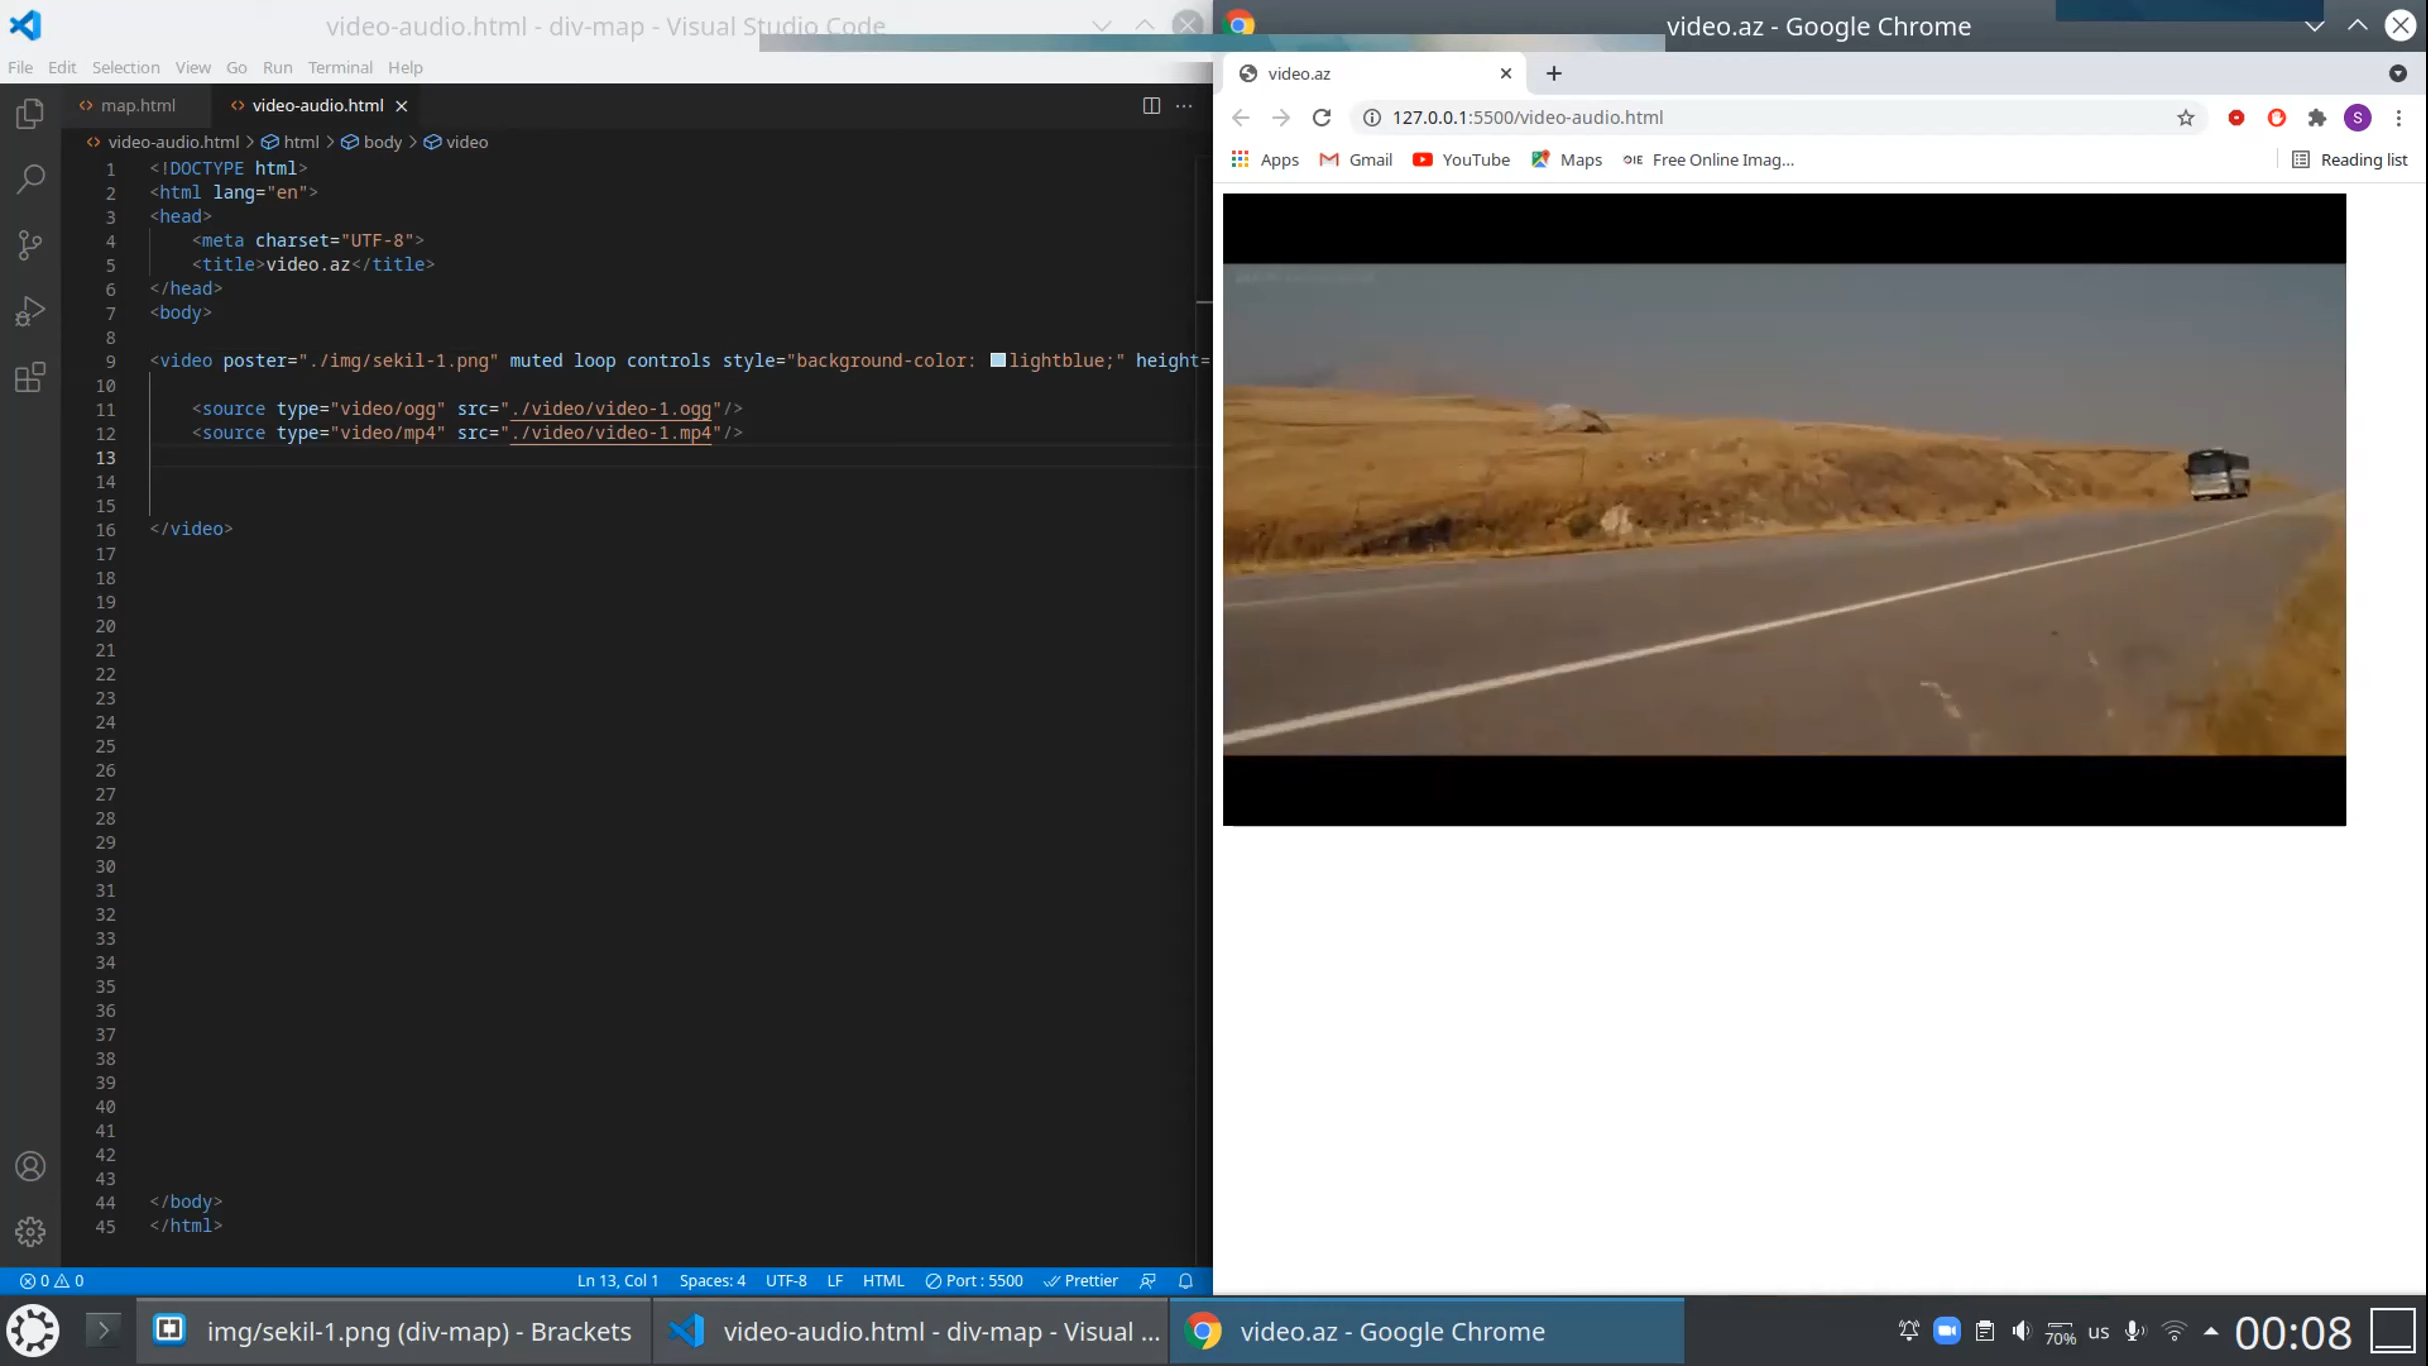 video-audio.html - div-map - Visual Studio Code
File Edit Selection View Go Run Terminal Help
map.html
video-audio.html
video-audio.html > html > body > video
1 <!DOCTYPE html>
2 <html lang="en">
3 <head>
4 <meta charset="UTF-8">
5 <title>video.az</title>
6 </head>
7 <body>
8
9 <video poster="./img/sekil-1.png" muted loop controls style="background-color: lightblue;" height=
10
11 <source type="video/ogg" src="./video/video-1.ogg"/>
12 <source type="video/mp4" src="./video/video-1.mp4"/>
13
14
15
16 </video>
17
18
19
20
21
22
23
24
25
26
27
28
29
30
31
32
33
34
35
36
37
38
39
40
41
42
43
44 </body>
45 </html>
0 0
Ln 13, Col 1 Spaces: 4 UTF-8 LF HTML Port : 5500 Prettier
video.az - Google Chrome
video.az
127.0.0.1:5500/video-audio.html
S
Apps Gmail YouTube Maps OIE Free Online Imag... Reading list
img/sekil-1.png (div-map) - Brackets
video-audio.html - div-map - Visual ...
video.az - Google Chrome
70% us 00:08